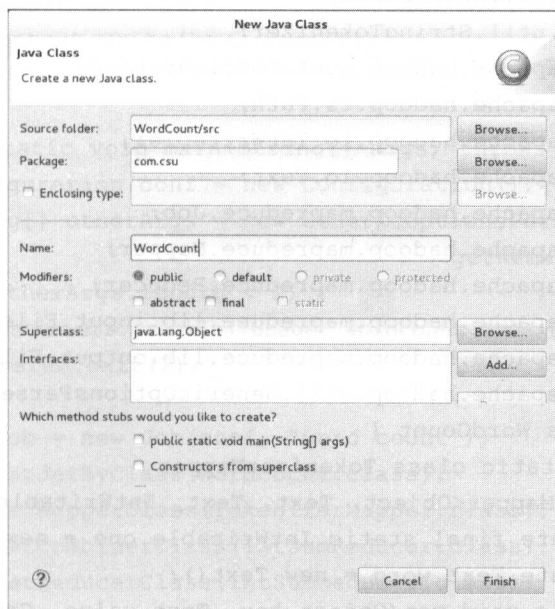 New Java Class
Java Class
Create a new Java class.
Source folder: WordCount/src Browse...
Package: com.csu Browse...
Enclosing type: Browse...
Name: WordCount
Modifiers: public default private protected
abstract final static
Superclass: java.lang.Object Browse...
Interfaces: Add...
Which method stubs would you like to create?
public static void main(String[] args)
Constructors from superclass
Cancel Finish